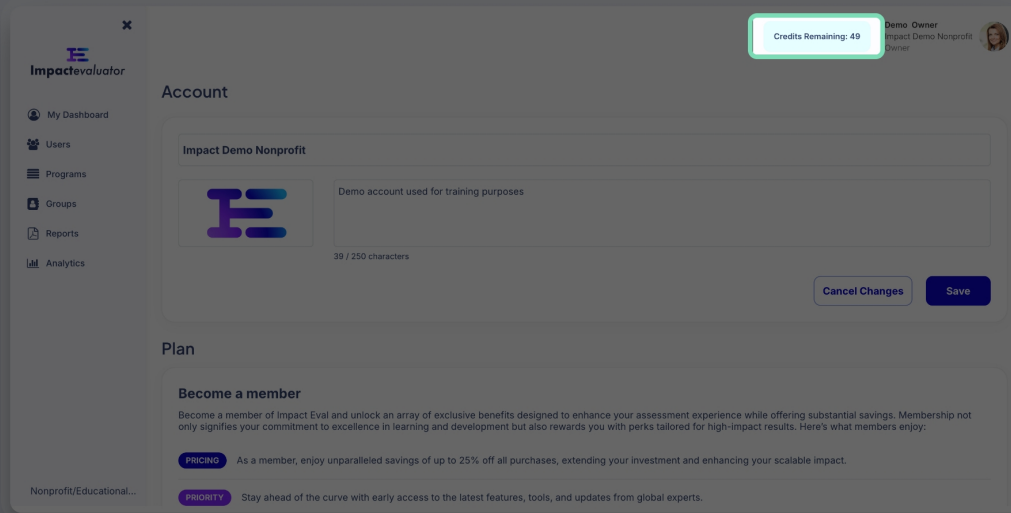 ✖
Credits Remaining: 49
Demo Owner
Impact Demo Nonprofit
Owner
Impactevaluator
My Dashboard
Users
Programs
Groups
Reports
Analytics
Nonprofit/Educational...
Account
Impact Demo Nonprofit
Demo account used for training purposes
39 / 250 characters
Cancel Changes
Save
Plan
Become a member
Become a member of Impact Eval and unlock an array of exclusive benefits designed to enhance your assessment experience while offering substantial savings. Membership not
only signifies your commitment to excellence in learning and development but also rewards you with perks tailored for high-impact results. Here's what members enjoy:
PRICING As a member, enjoy unparalleled savings of up to 25% off all purchases, extending your investment and enhancing your scalable impact.
PRIORITY Stay ahead of the curve with early access to the latest features, tools, and updates from global experts.